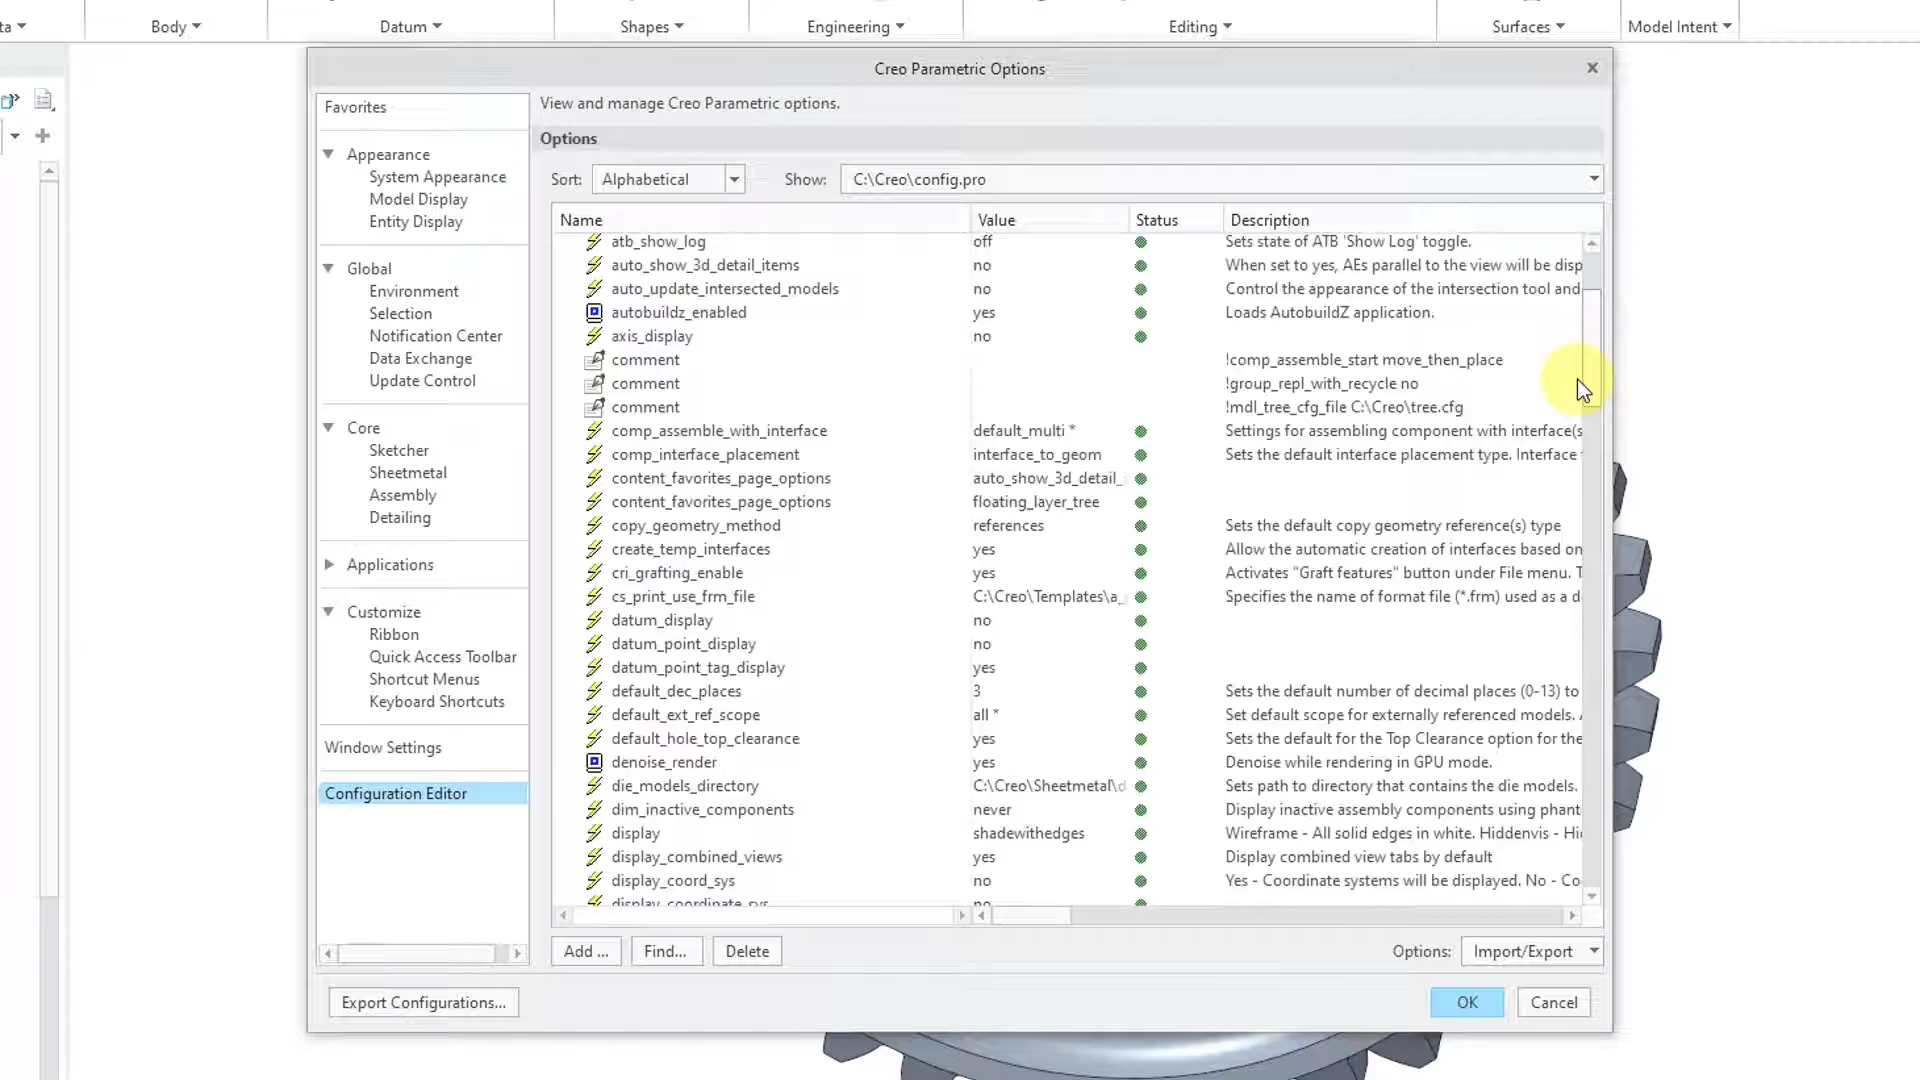 ta
Body
Datum
Shapes
Engineering
Editing
Surfaces
Model Intent
Creo Parametric Options
Favorites
Appearance
System Appearance
Model Display
Entity Display
Global
Environment
Selection
Notification Center
Data Exchange
Update Control
Core
Sketcher
Sheetmetal
Assembly
Detailing
Applications
Customize
Ribbon
Quick Access Toolbar
Shortcut Menus
Keyboard Shortcuts
Window Settings
Configuration Editor
View and manage Creo Parametric options.
Options
Sort: Alphabetical Show: C:\Creo\config.pro
Name Value Status Description
atb_show_log off Sets state of ATB 'Show Log' toggle.
auto_show_3d_detail_items no When set to yes, AEs parallel to the view will be disp
auto_update_intersected_models no Control the appearance of the intersection tool and
autobuildz_enabled yes Loads AutobuildZ application.
axis_display no
comment !comp_assemble_start move_then_place
comment !group_repl_with_recycle no
comment !mdl_tree_cfg_file C:\Creo\tree.cfg
comp_assemble_with_interface default_multi * Settings for assembling component with interface(s
comp_interface_placement interface_to_geom Sets the default interface placement type. Interface
content_favorites_page_options auto_show_3d_detail_
content_favorites_page_options floating_layer_tree
copy_geometry_method references Sets the default copy geometry reference(s) type
create_temp_interfaces yes Allow the automatic creation of interfaces based on
cri_grafting_enable yes Activates "Graft features" button under File menu. T
cs_print_use_frm_file C:\Creo\Templates\a_ Specifies the name of format file (*.frm) used as a d
datum_display no
datum_point_display no
datum_point_tag_display yes
default_dec_places 3 Sets the default number of decimal places (0-13) to
default_ext_ref_scope all * Set default scope for externally referenced models.
default_hole_top_clearance yes Sets the default for the Top Clearance option for the
denoise_render yes Denoise while rendering in GPU mode.
die_models_directory C:\Creo\Sheetmetal\d Sets path to directory that contains the die models.
dim_inactive_components never Display inactive assembly components using phant
display shadewithedges Wireframe - All solid edges in white. Hiddenvis - Hi
display_combined_views yes Display combined view tabs by default
display_coord_sys no Yes - Coordinate systems will be displayed. No - Co
display_coordinate_sys no
Add ... Find... Delete Options: Import/Export
Export Configurations... OK Cancel